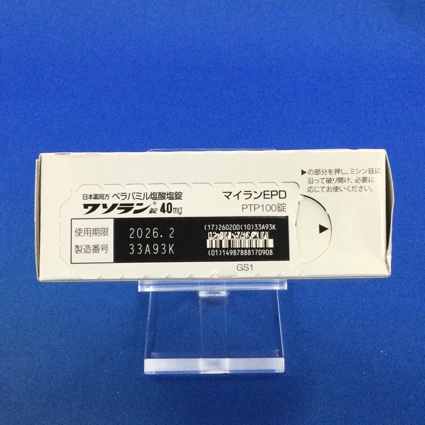 日本薬局方 ベラパミル塩酸塩錠
ワソラン®錠40mg
マイランEPD
PTP100錠
使用期限 2026.2
製造番号 33A93K
(17)260200(10)33A93K
(01)14987888170908
GS1
▶の部分を押し、ミシン目に
沿って破り開け、必要に
応じてお使いください。
▶